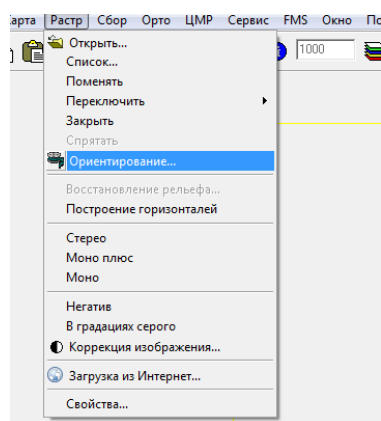 Карта Растр Сбор Орто ЦМР Сервис FMS Окно
1000
Открыть...
Список...
Поменять
Переключить
Закрыть
Спрятать
Ориентирование...
Восстановление рельефа...
Построение горизонталей
Стерео
Моно плюс
Моно
Негатив
В градациях серого
Коррекция изображения...
Загрузка из Интернет...
Свойства...